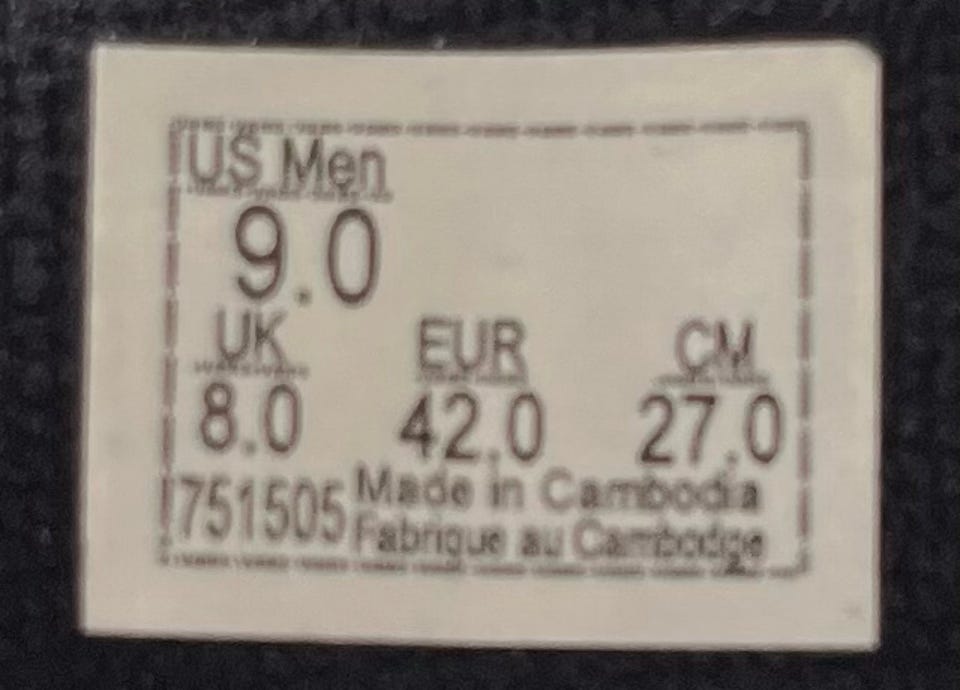 US Men
9.0
UK EUR CM
8.0 42.0 27.0
751505 Made in Cambodia
Fabrique au Cambodge